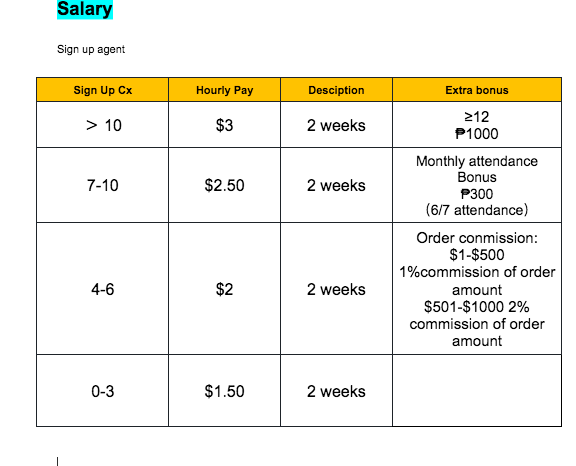 Salary
Sign up agent
Sign Up Cx Hourly Pay Desciption Extra bonus
> 10 $3 2 weeks ≥12
₱1000
7-10 $2.50 2 weeks Monthly attendance
Bonus
₱300
(6/7 attendance)
4-6 $2 2 weeks Order conmission:
$1-$500
1%commission of order
amount
$501-$1000 2%
commission of order
amount
0-3 $1.50 2 weeks